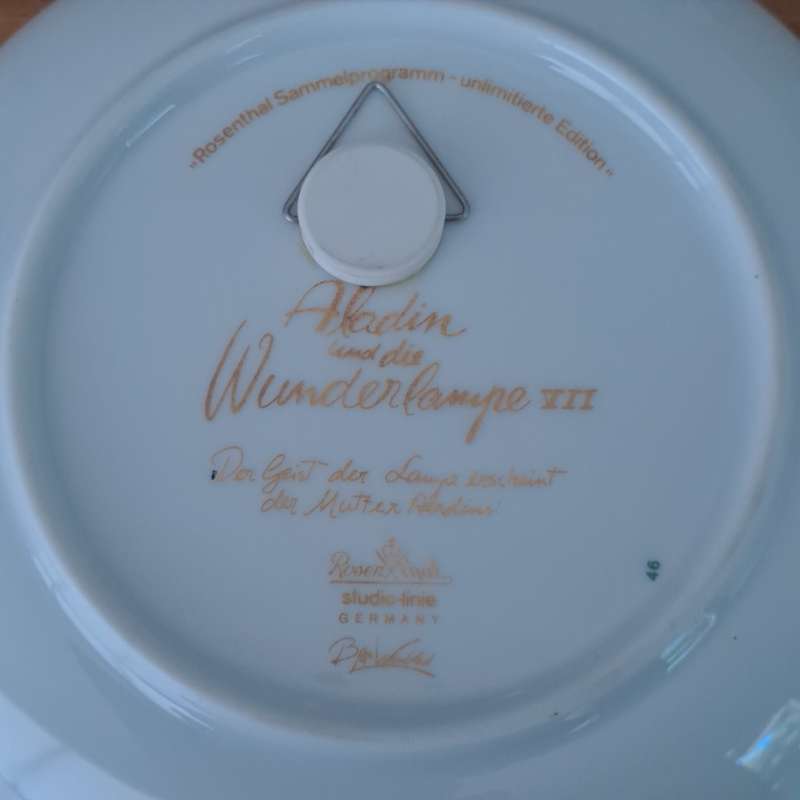 "Rosenthal Sammelprogramm - unlimitierte Edition"
Aladin
und die
Wunderlampe VII
Der Geist der Lampe erscheint
der Mutter Aladins
Rosenthal
studio-linie
GERMANY
46